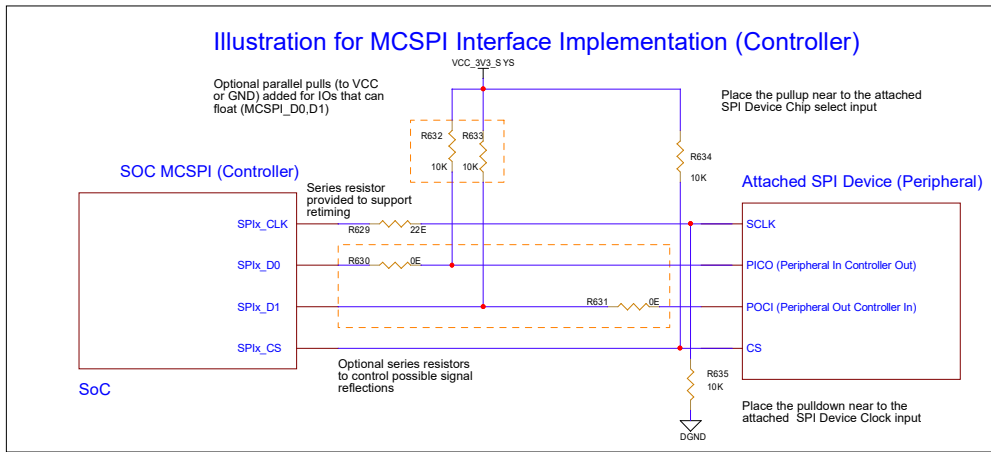 Illustration for MCSPI Interface Implementation (Controller)
VCC_3V3_SYS
Optional parallel pulls (to VCC
or GND) added for IOs that can
float (MCSPI_D0,D1)
Place the pullup near to the attached
SPI Device Chip select input
R632
R633
10K
10K
R634
10K
SOC MCSPI (Controller)
Attached SPI Device (Peripheral)
Series resistor
provided to support
retiming
SPIx_CLK
R629
22E
SCLK
SPIx_D0
R630
0E
PICO (Peripheral In Controller Out)
SPIx_D1
R631
0E
POCI (Peripheral Out Controller In)
SPIx_CS
CS
Optional series resistors
to control possible signal
reflections
SoC
R635
10K
DGND
Place the pulldown near to the
attached SPI Device Clock input